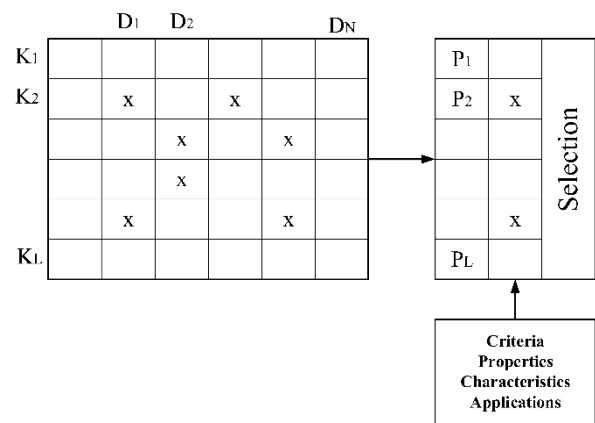 D1 D2 DN
K1 P1
K2 x x P2 x
x x
x
x x x
KL PL
Selection
Criteria
Properties
Characteristics
Applications